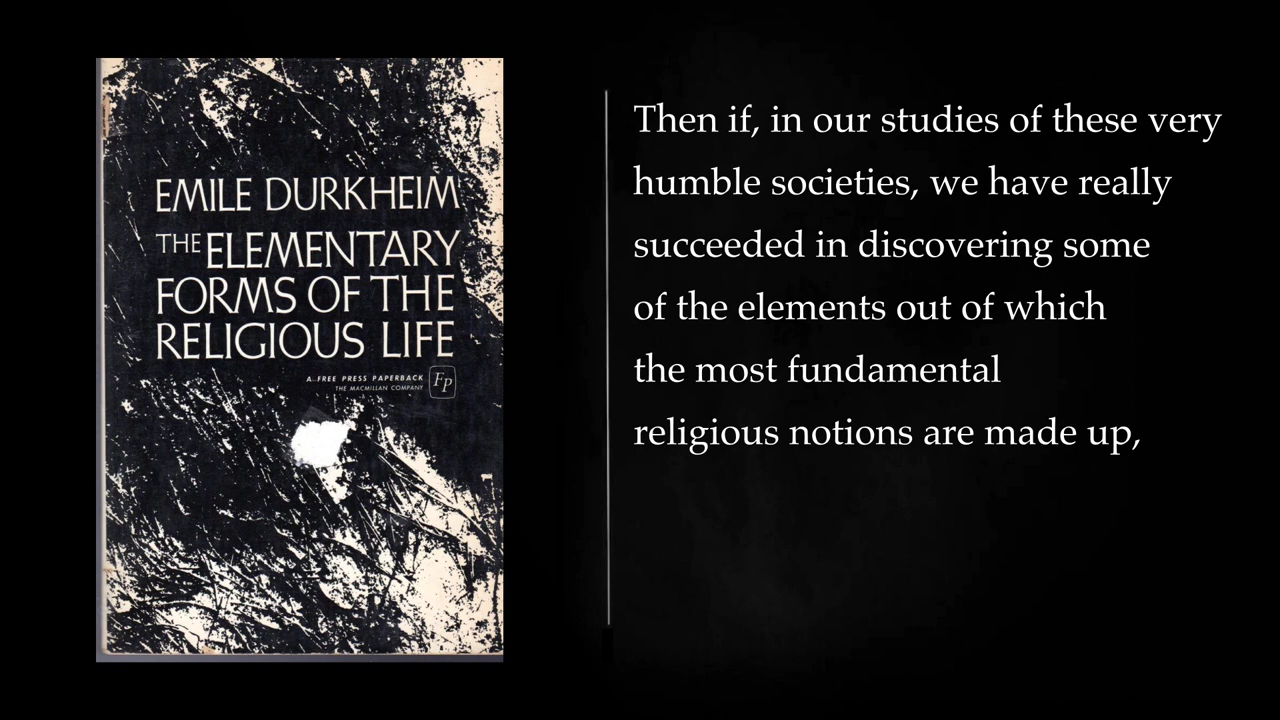 EMILE DURKHEIM
THE ELEMENTARY
FORMS OF THE
RELIGIOUS LIFE
A FREE PRESS PAPERBACK
THE MACMILLAN COMPANY
FP
Then if, in our studies of these very
humble societies, we have really
succeeded in discovering some
of the elements out of which
the most fundamental
religious notions are made up,